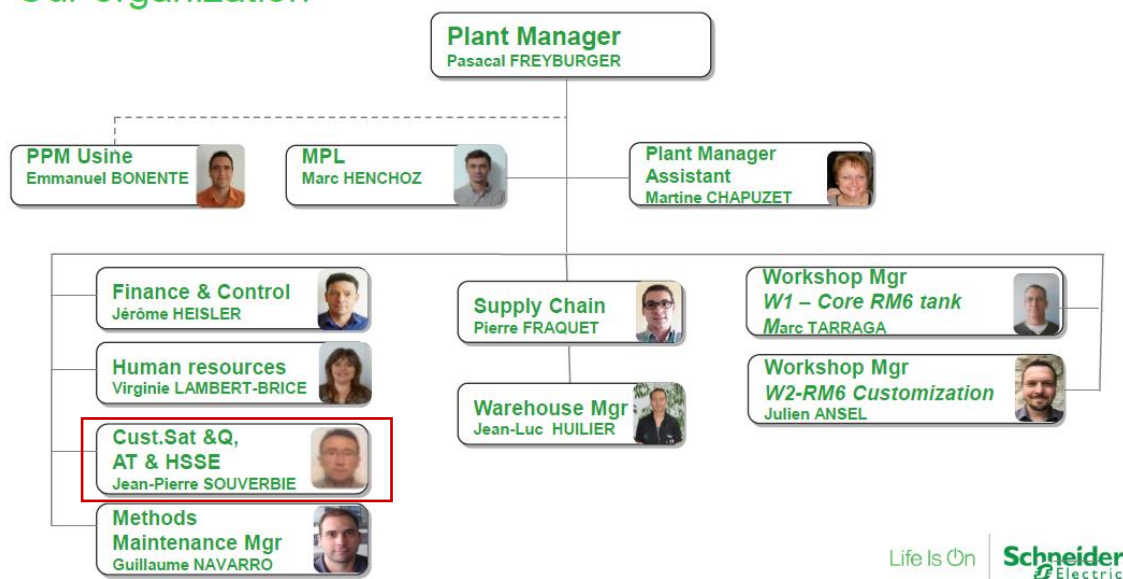 Our organization
Plant Manager
Pasacal FREYBURGER
PPM Usine
Emmanuel BONENTE
MPL
Marc HENCHOZ
Plant Manager
Assistant
Martine CHAPUZET
Finance & Control
Jérôme HEISLER
Human resources
Virginie LAMBERT-BRICE
Cust.Sat &Q,
AT & HSSE
Jean-Pierre SOUVERBIE
Methods
Maintenance Mgr
Guillaume NAVARRO
Supply Chain
Pierre FRAQUET
Warehouse Mgr
Jean-Luc HUILIER
Workshop Mgr
W1 – Core RM6 tank
Marc TARRAGA
Workshop Mgr
W2-RM6 Customization
Julien ANSEL
Life Is On
Schneider
Electric